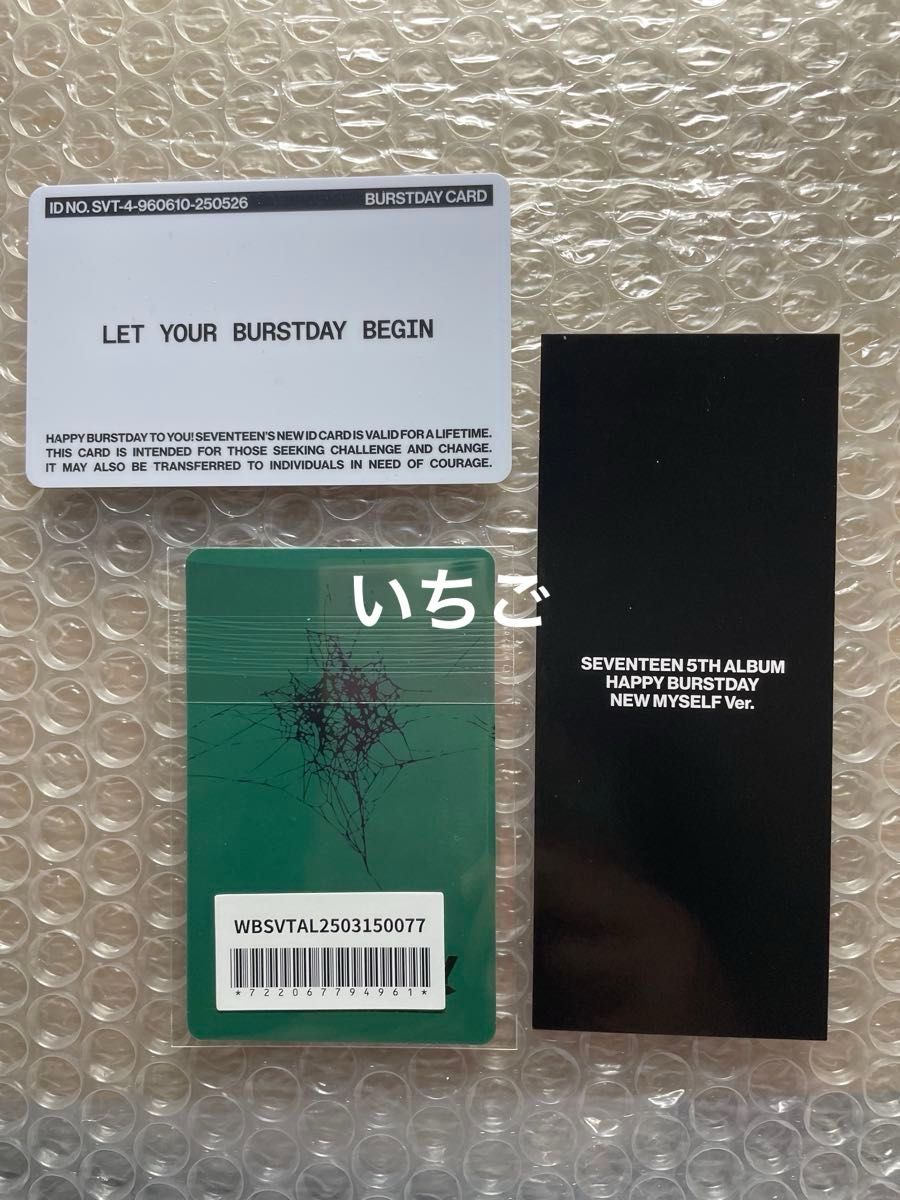 ID NO. SVT-4-960610-250526
BURSTDAY CARD
LET YOUR BURSTDAY BEGIN
HAPPY BURSTDAY TO YOU! SEVENTEEN'S NEW ID CARD IS VALID FOR A LIFETIME.
THIS CARD IS INTENDED FOR THOSE SEEKING CHALLENGE AND CHANGE.
IT MAY ALSO BE TRANSFERRED TO INDIVIDUALS IN NEED OF COURAGE.
いちご
SEVENTEEN 5TH ALBUM
HAPPY BURSTDAY
NEW MYSELF Ver.
WBSVTAL2503150077
*722067794961*